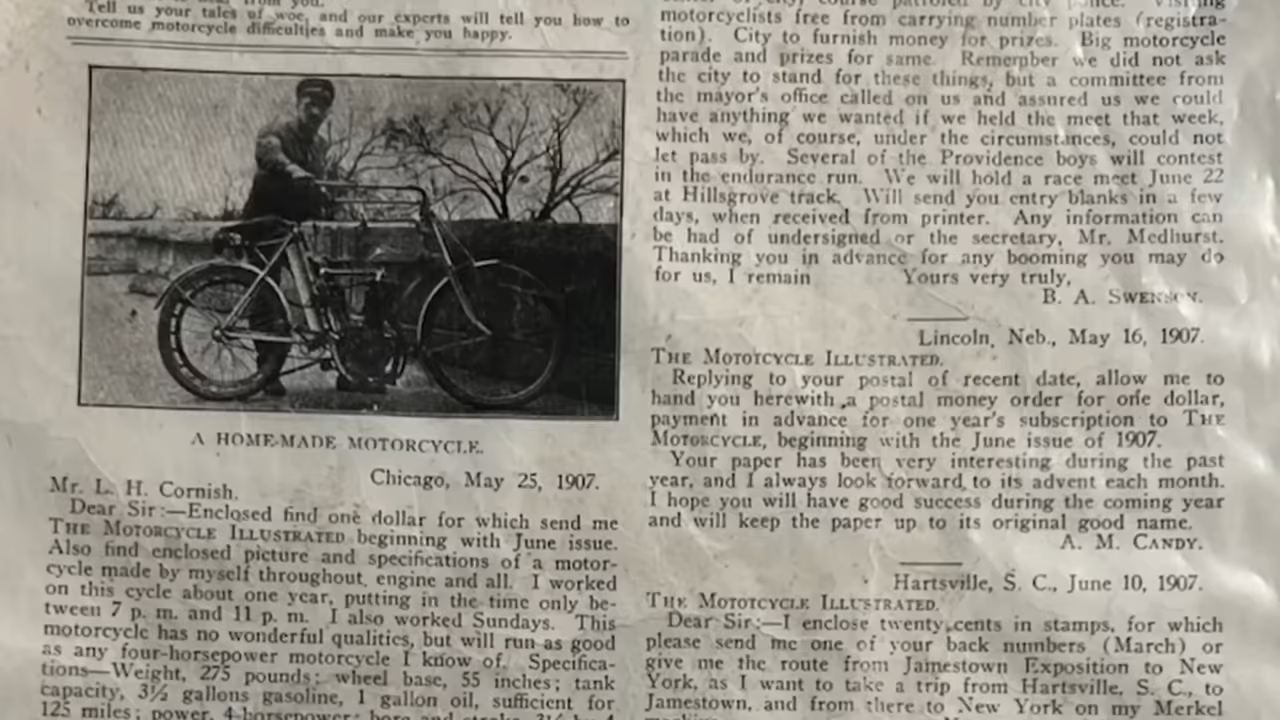 Tell us your tales of woe, and our experts will tell you how to
overcome motorcycle difficulties and make you happy.
A HOME-MADE MOTORCYCLE.
Chicago, May 25, 1907.
Mr. L. H. Cornish.
Dear Sir:—Enclosed find one dollar for which send me
THE MOTORCYCLE ILLUSTRATED beginning with June issue.
Also find enclosed picture and specifications of a motor-
cycle made by myself throughout, engine and all. I worked
on this cycle about one year, putting in the time only be-
tween 7 p. m. and 11 p. m. I also worked Sundays. This
motorcycle has no wonderful qualities, but will run as good
as any four-horsepower motorcycle I know of. Specifica-
tions—Weight, 275 pounds; wheel base, 55 inches; tank
capacity, 3½ gallons gasoline, 1 gallon oil, sufficient for
125 miles; power, 4-horsepower; bore and stroke,
motorcyclists free from carrying number plates (registra-
tion). City to furnish money for prizes. Big motorcycle
parade and prizes for same. Remember we did not ask
the city to stand for these things, but a committee from
the mayor's office called on us and assured us we could
have anything we wanted if we held the meet that week,
which we, of course, under the circumstances, could not
let pass by. Several of the Providence boys will contest
in the endurance run. We will hold a race meet June 22
at Hillsgrove track. Will send you entry blanks in a few
days, when received from printer. Any information can
be had of undersigned or the secretary, Mr. Medhurst.
Thanking you in advance for any booming you may do
for us, I remain Yours very truly,
B. A. SWENSON.
Lincoln, Neb., May 16, 1907.
THE MOTOTCYCLE ILLUSTRATED.
Replying to your postal of recent date, allow me to
hand you herewith a postal money order for one dollar,
payment in advance for one year's subscription to THE
MOTORCYCLE, beginning with the June issue of 1907.
Your paper has been very interesting during the past
year, and I always look forward to its advent each month.
I hope you will have good success during the coming year
and will keep the paper up to its original good name.
A. M. CANDY.
Hartsville, S. C., June 10, 1907.
THE MOTOTCYCLE ILLUSTRATED.
Dear Sir:—I enclose twenty cents in stamps, for which
please send me one of your back numbers (March) or
give me the route from Jamestown Exposition to New
York, as I want to take a trip from Hartsville, S. C., to
Jamestown, and from there to New York on my Merkel